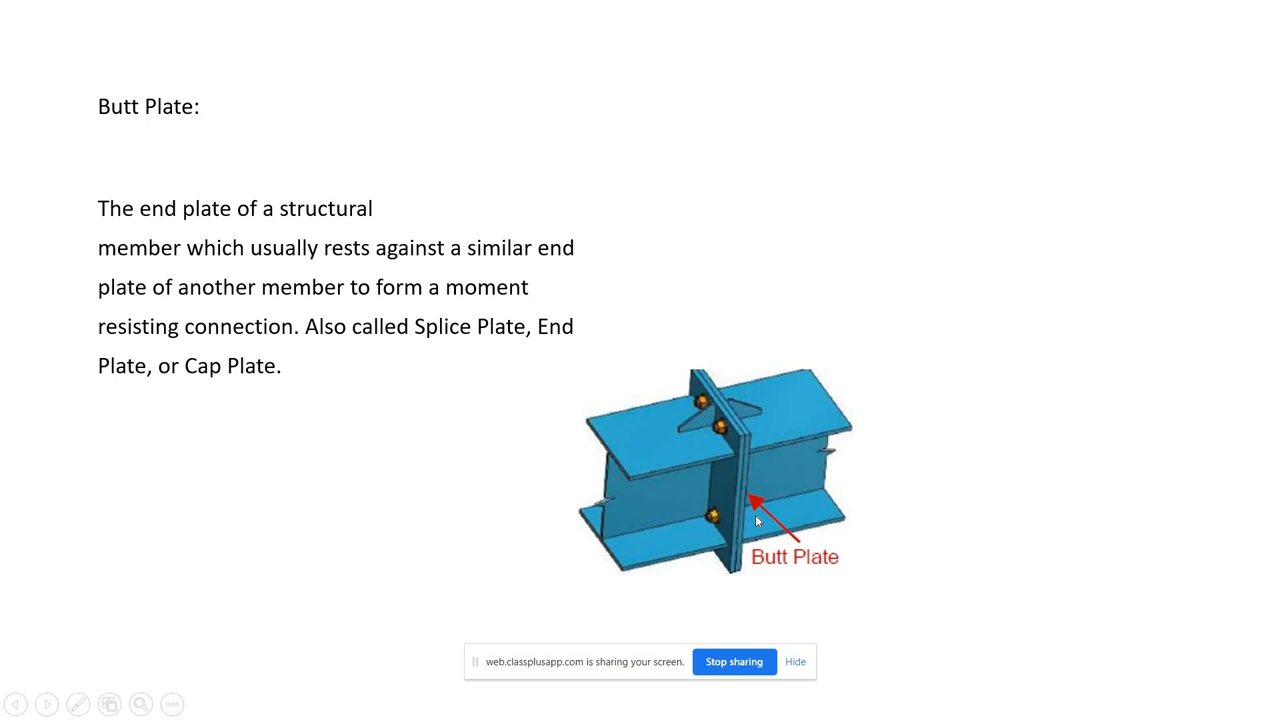 Butt Plate:
The end plate of a structural
member which usually rests against a similar end
plate of another member to form a moment
resisting connection. Also called Splice Plate, End
Plate, or Cap Plate.
Butt Plate
web.classplusapp.com is sharing your screen. Stop sharing Hide